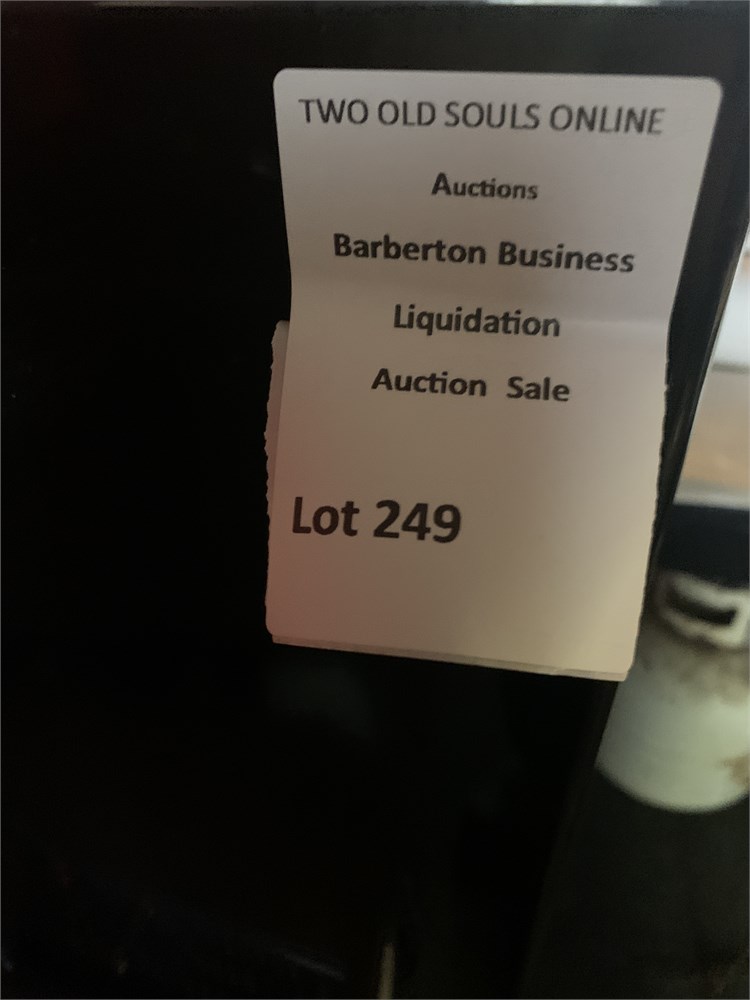 TWO OLD SOULS ONLINE
Auctions
Barberton Business
Liquidation
Auction Sale
Lot 249